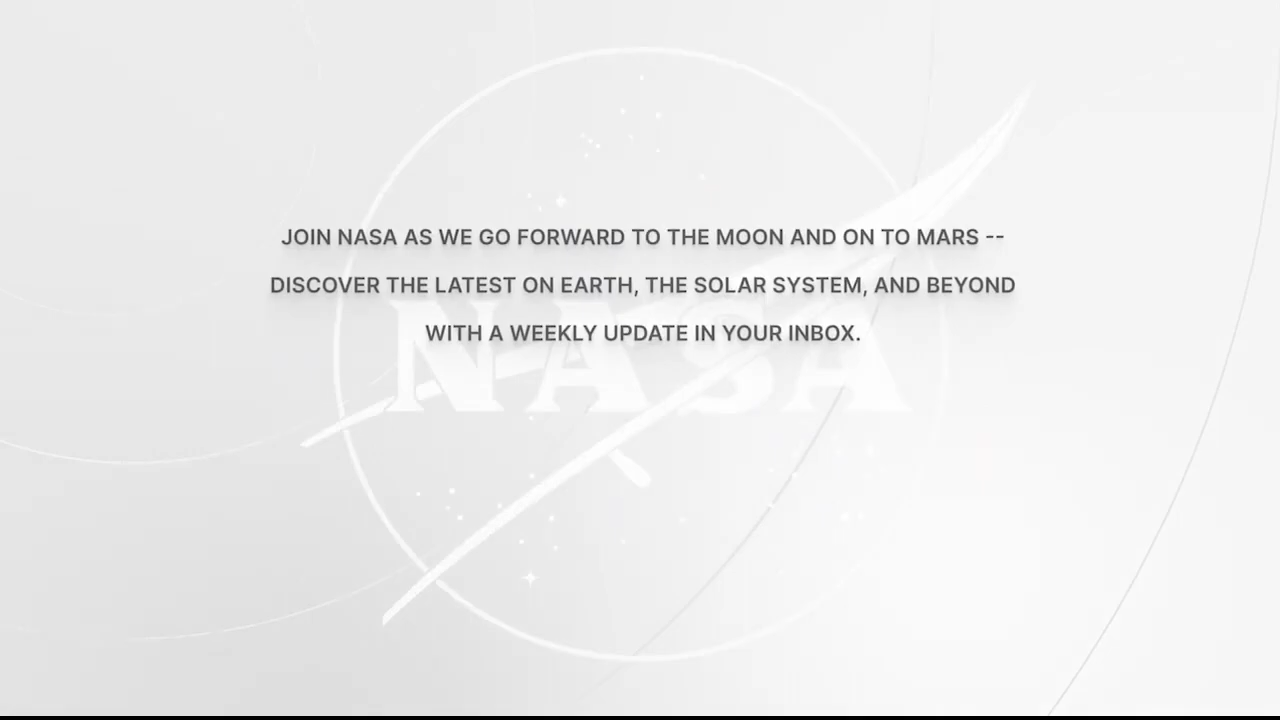 JOIN NASA AS WE GO FORWARD TO THE MOON AND ON TO MARS --
DISCOVER THE LATEST ON EARTH, THE SOLAR SYSTEM, AND BEYOND
WITH A WEEKLY UPDATE IN YOUR INBOX.
NASA